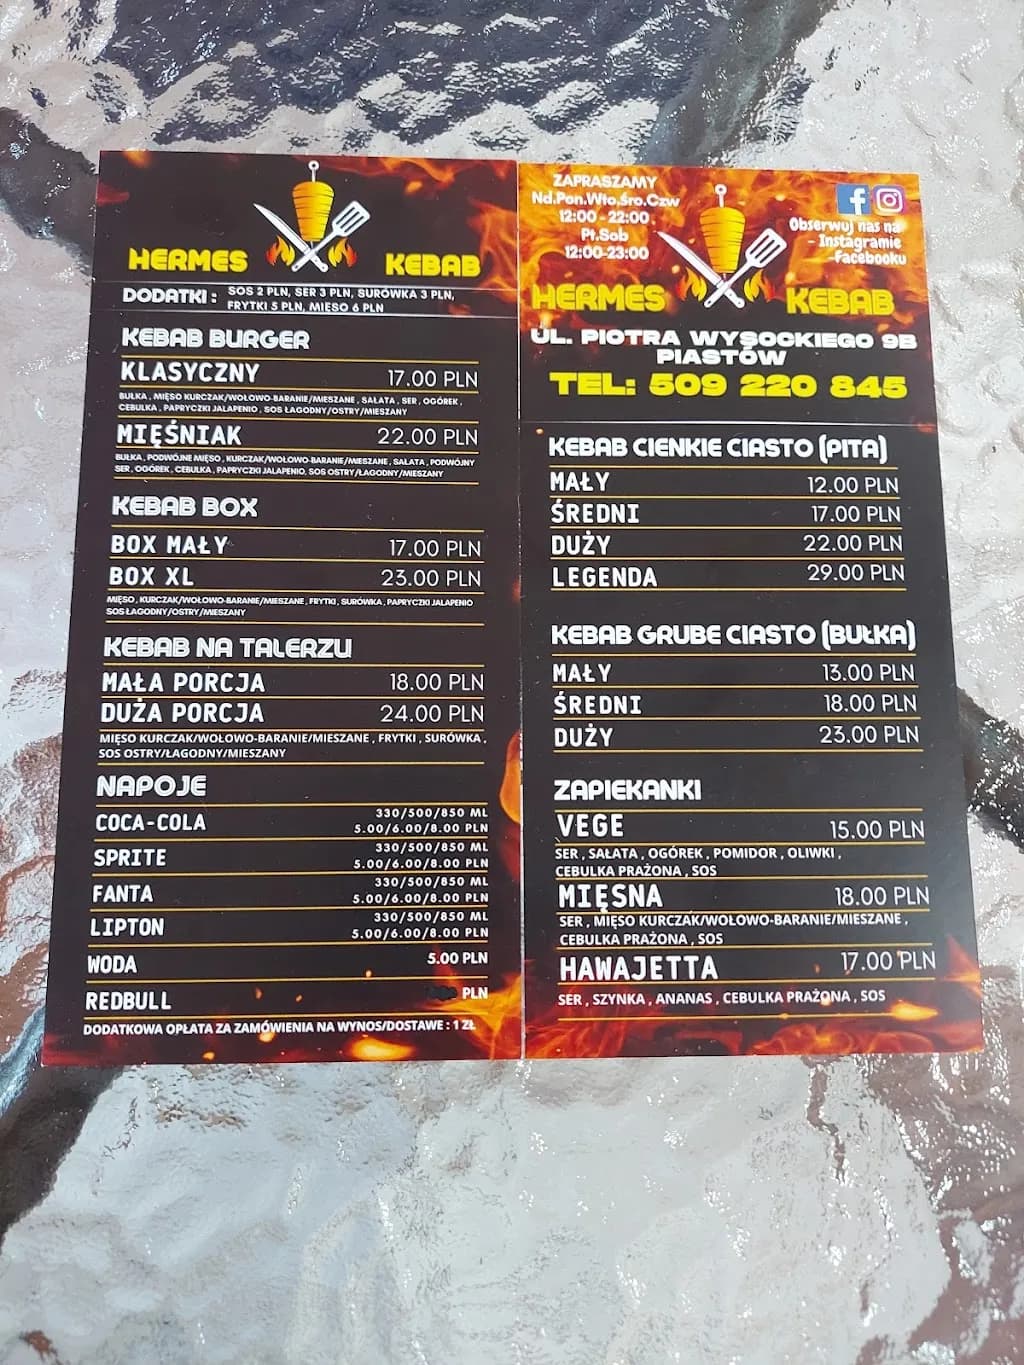 HERMES KEBAB
DODATKI : SOS 2 PLN, SER 3 PLN, SURÓWKA 3 PLN,
FRYTKI 5 PLN, MIĘSO 6 PLN
KEBAB BURGER
KLASYCZNY 17.00 PLN
BUŁKA , MIĘSO KURCZAK/WOŁOWO-BARANIE/MIESZANE , SAŁATA , SER , OGÓREK ,
CEBULKA , PAPRYCZKI JALAPENIO , SOS ŁAGODNY/OSTRY/MIESZANY
MIĘŚNIAK 22.00 PLN
BUŁKA , PODWÓJNE MIĘSO , KURCZAK/WOŁOWO-BARANIE/MIESZANE , SAŁATA , PODWÓJNY
SER , OGÓREK , CEBULKA , PAPRYCZKI JALAPENIO, SOS OSTRY/ŁAGODNY/MIESZANY
KEBAB BOX
BOX MAŁY 17.00 PLN
BOX XL 23.00 PLN
MIĘSO , KURCZAK/WOŁOWO-BARANIE/MIESZANE , FRYTKI , SURÓWKA , PAPRYCZKI JALAPENIO
SOS ŁAGODNY/OSTRY/MIESZANY
KEBAB NA TALERZU
MAŁA PORCJA 18.00 PLN
DUŻA PORCJA 24.00 PLN
MIĘSO KURCZAK/WOŁOWO-BARANIE/MIESZANE , FRYTKI , SURÓWKA ,
SOS OSTRY/ŁAGODNY/MIESZANY
NAPOJE
COCA-COLA 330/500/850 ML
5.00/6.00/8.00 PLN
SPRITE 330/500/850 ML
5.00/6.00/8.00 PLN
FANTA 330/500/850 ML
5.00/6.00/8.00 PLN
LIPTON 330/500/850 ML
5.00/6.00/8.00 PLN
WODA 5.00 PLN
REDBULL PLN
DODATKOWA OPŁATA ZA ZAMÓWIENIA NA WYNOS/DOSTAWE : 1 ZŁ
ZAPRASZAMY
Nd.Pon.Wto.Śro.Czw
12:00 - 22:00
Pt.Sob
12:00-23:00
Obserwuj nas na
- Instagramie
-Facebooku
HERMES KEBAB
UL. PIOTRA WYSOCKIEGO 9B
PIASTÓW
TEL: 509 220 845
KEBAB CIENKIE CIASTO (PITA)
MAŁY 12.00 PLN
ŚREDNI 17.00 PLN
DUŻY 22.00 PLN
LEGENDA 29.00 PLN
KEBAB GRUBE CIASTO (BUŁKA)
MAŁY 13.00 PLN
ŚREDNI 18.00 PLN
DUŻY 23.00 PLN
ZAPIEKANKI
VEGE 15.00 PLN
SER , SAŁATA , OGÓREK , POMIDOR , OLIWKI ,
CEBULKA PRAŻONA , SOS
MIĘSNA 18.00 PLN
SER , MIĘSO KURCZAK/WOŁOWO-BARANIE/MIESZANE ,
CEBULKA PRAŻONA , SOS
HAWAJETTA 17.00 PLN
SER , SZYNKA , ANANAS , CEBULKA PRAŻONA , SOS